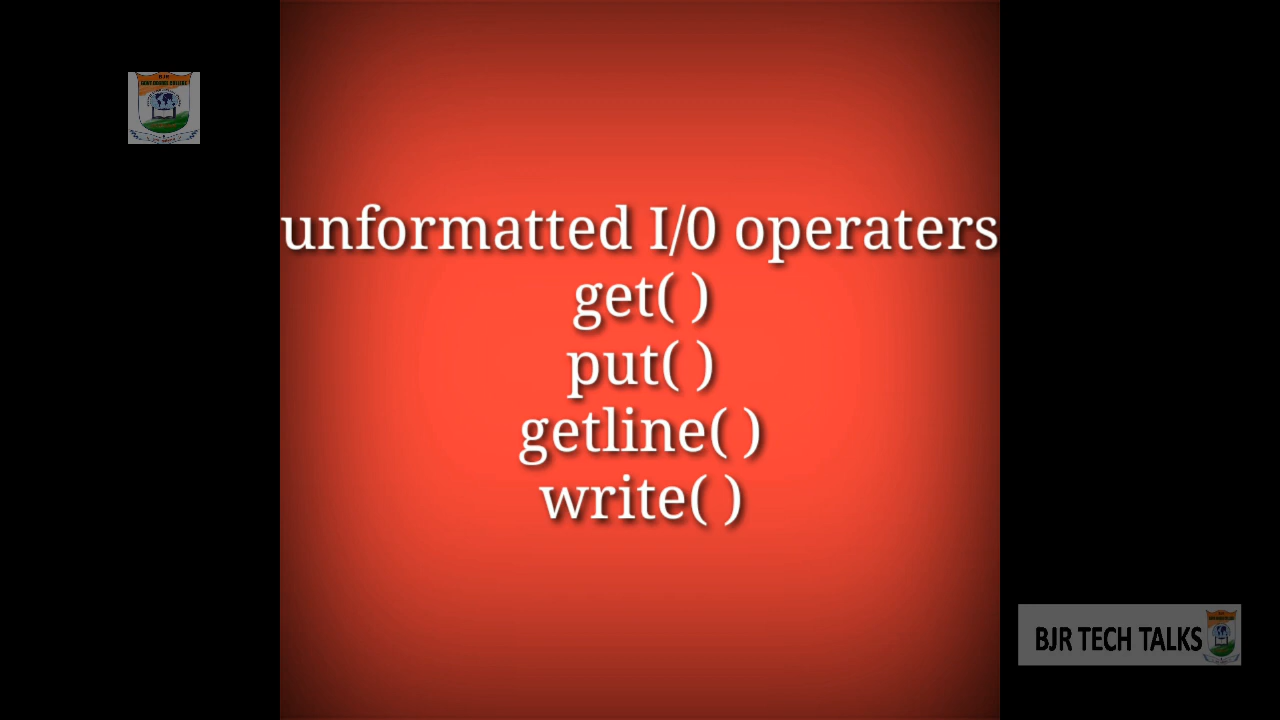 unformatted I/0 operaters
get( )
put( )
getline( )
write( )
BJR TECH TALKS